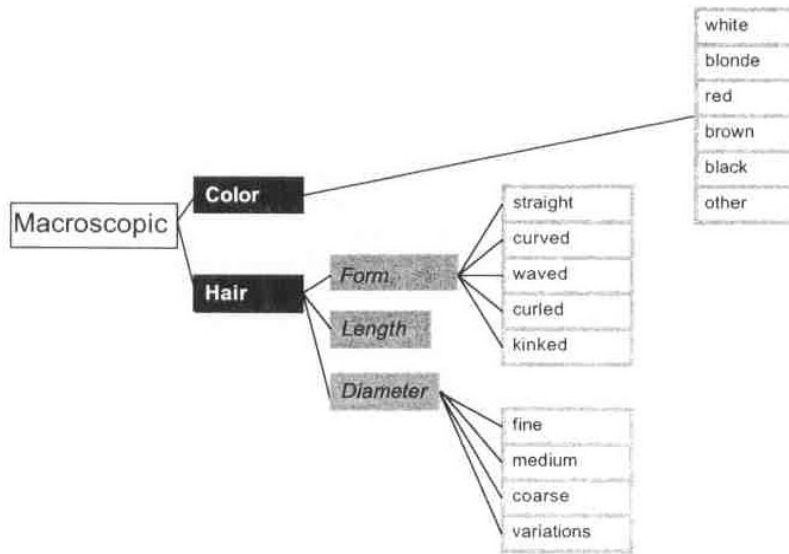 Macroscopic
Color
white
blonde
red
brown
black
other
Hair
Form.
straight
curved
waved
curled
kinked
Length
Diameter
fine
medium
coarse
variations